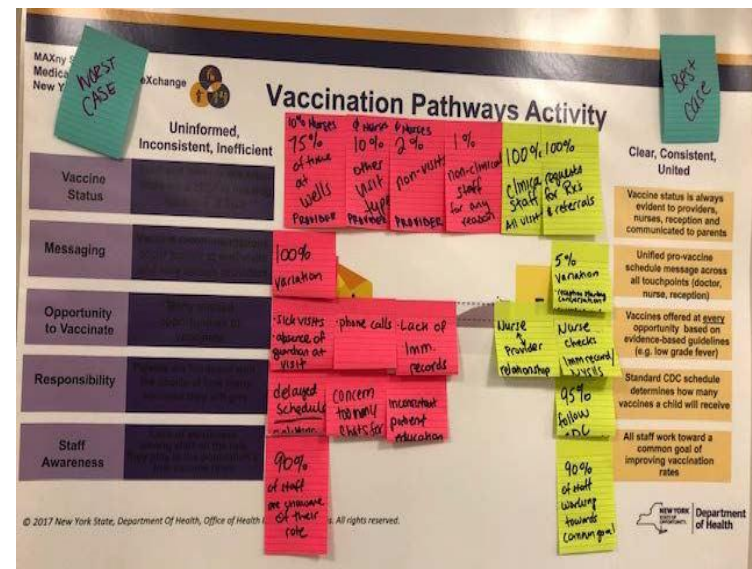 MAXny S
Medica
New Y
eXchange
WORST
CASE
Best
Case
Vaccination Pathways Activity
Uninformed,
Inconsistent, Inefficient
Clear, Consistent,
United
10% Nurses
75%
of time
at
wells
PROVIDER
10%
other
visit
PROVIDER
2%
non-visits
PROVIDER
1%
non-clinical
staff
for any
reason
100%
clinical
staff
All visits
100%
requests
for Rx's
& referrals
Vaccine
Status
Vaccine status is always
evident to providers,
nurses, reception and
communicated to parents
Messaging
100%
variation
5%
variation
Unified pro-vaccine
schedule message across
all touchpoints (doctor,
nurse, reception)
Opportunity
to Vaccinate
·sick visits
·absence of
guardian at
visit
·phone calls
·Lack of
Imm.
records
Nurse
Provider
relationship
Nurse
checks
Imm record/
Vaccines offered at every
opportunity based on
evidence-based guidelines
(e.g. low grade fever)
Responsibility
delayed
schedule
concern
too many
inconsistent
patient
education
95%
follow
Standard CDC schedule
determines how many
vaccines a child will receive
Staff
Awareness
90%
of staff
are unaware
of their
role
90%
of staff
working
towards
common goal
All staff work toward a
common goal of
improving vaccination
rates
© 2017 New York State, Department Of Health, Office of Health
s. All rights reserved.
NEW YORK
STATE OF
OPPORTUNITY.
Department
of Health